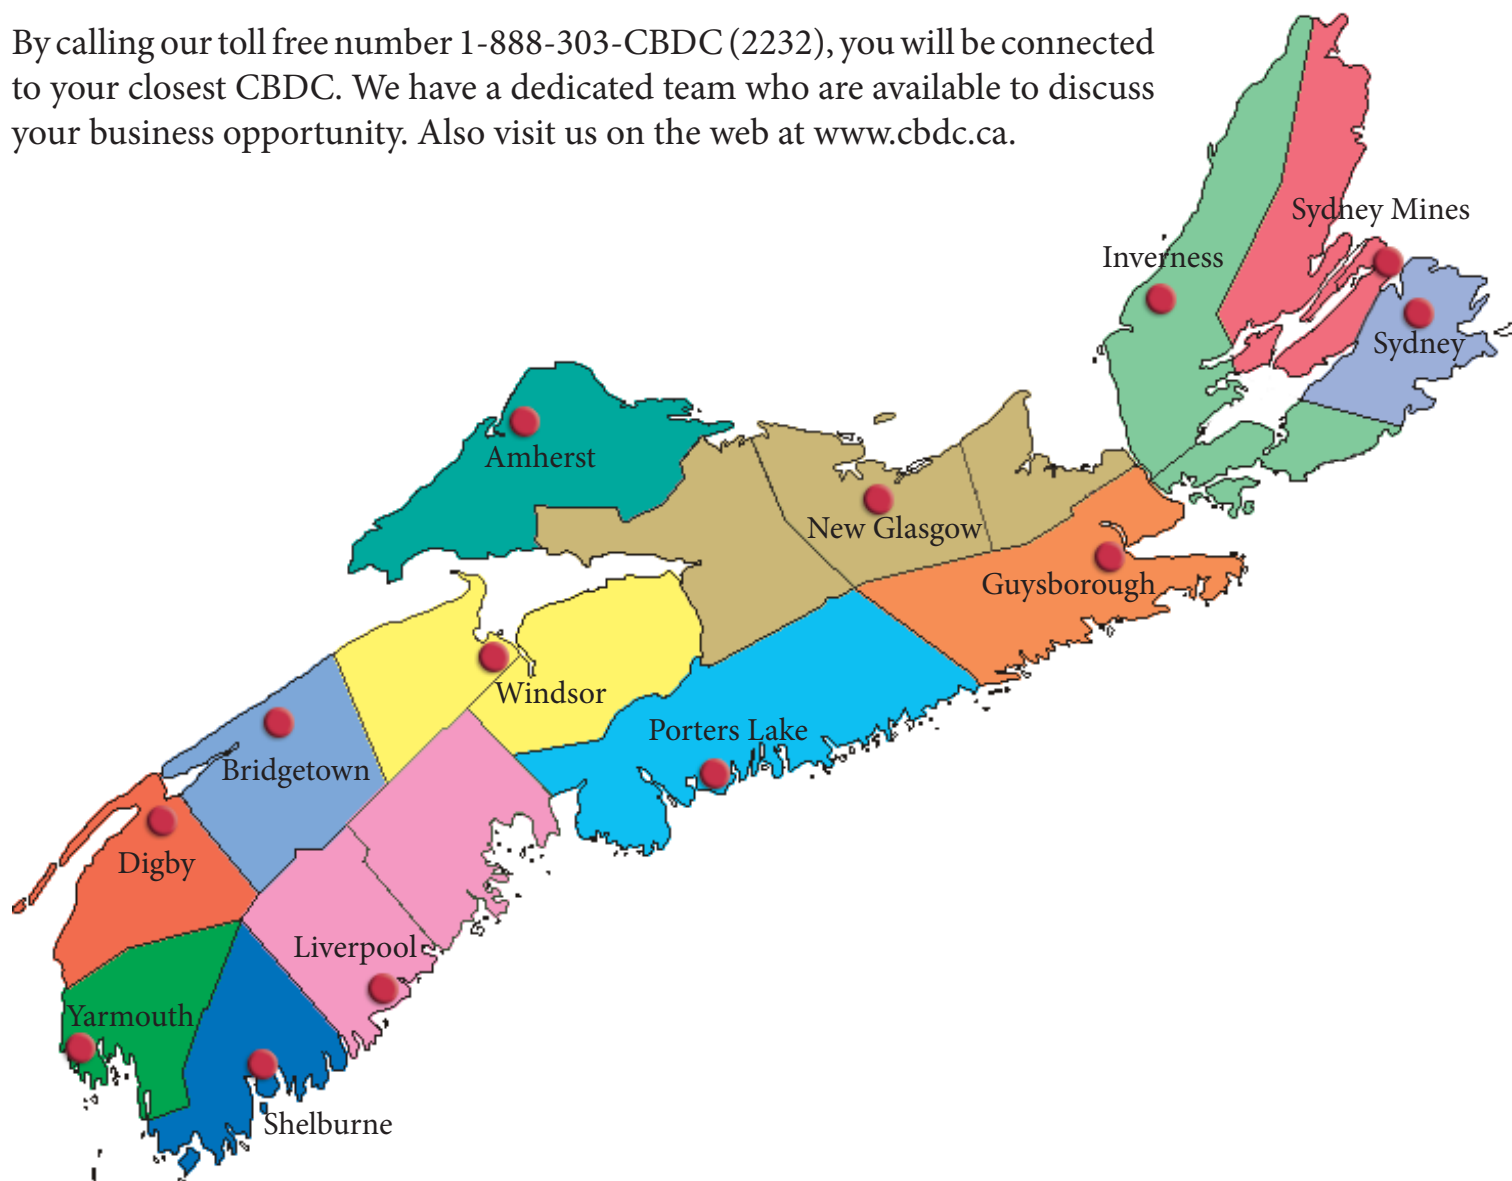 By calling our toll free number 1-888-303-CBDC (2232), you will be connected
to your closest CBDC. We have a dedicated team who are available to discuss
your business opportunity. Also visit us on the web at www.cbdc.ca.
Sydney Mines
Inverness
Sydney
Amherst
New Glasgow
Guysborough
Windsor
Porters Lake
Bridgetown
Digby
Liverpool
Yarmouth
Shelburne